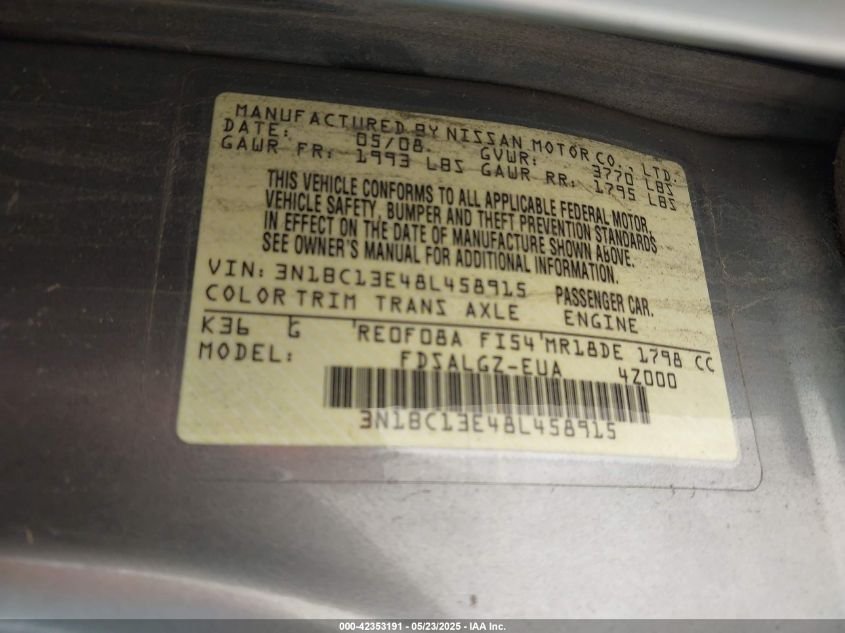 MANUFACTURED BY NISSAN MOTOR CO., LTD.
DATE: 05/08 GVWR: 3770 LBS
GAWR FR: 1993 LBS GAWR RR: 1795 LBS
THIS VEHICLE CONFORMS TO ALL APPLICABLE FEDERAL MOTOR
VEHICLE SAFETY, BUMPER AND THEFT PREVENTION STANDARDS
IN EFFECT ON THE DATE OF MANUFACTURE SHOWN ABOVE.
SEE OWNER'S MANUAL FOR ADDITIONAL INFORMATION.
VIN: 3N1BC13E48L458915 PASSENGER CAR.
COLOR TRIM TRANS AXLE ENGINE
K36 G RE0F08A FI54 MR18DE 1798 CC
MODEL: FDSALGZ-EUA 4Z000
3N1BC13E48L458915
000-42353191 - 05/23/2025 - IAA Inc.